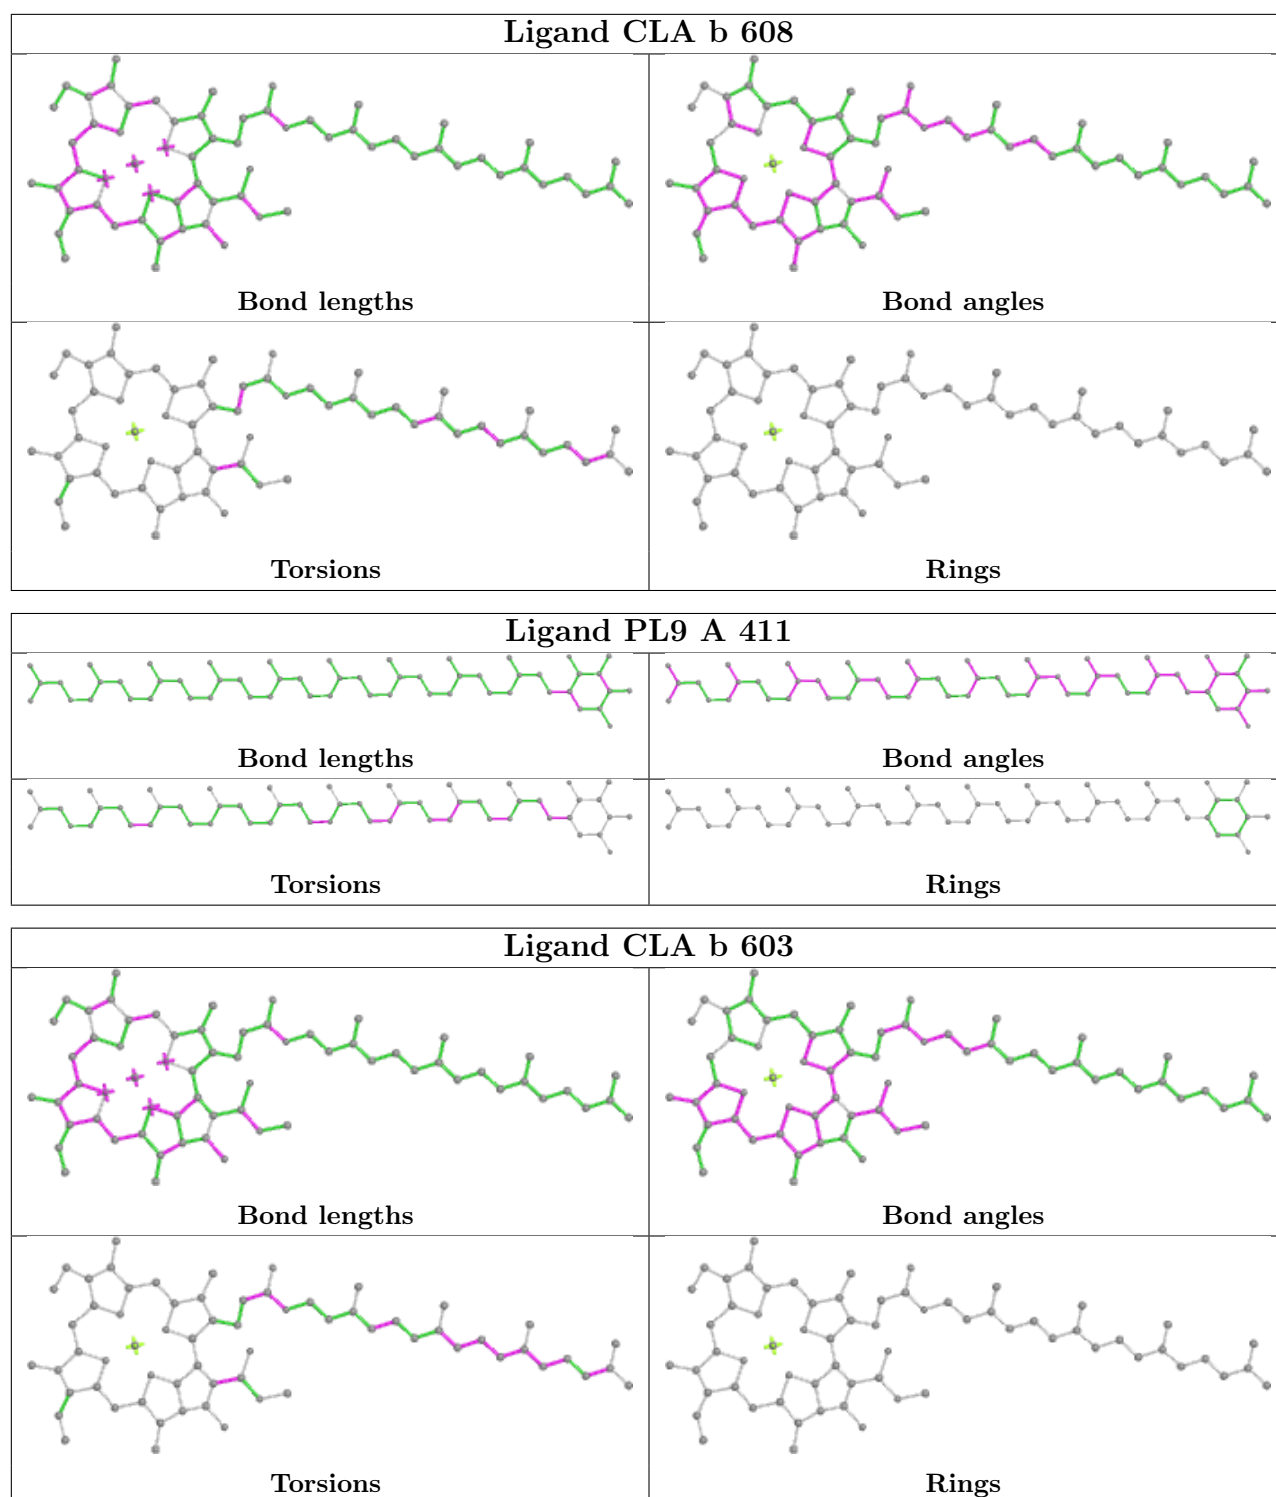 Ligand CLA b 608
Bond lengths
Bond angles
Torsions
Rings
Ligand PL9 A 411
Bond lengths
Bond angles
Torsions
Rings
Ligand CLA b 603
Bond lengths
Bond angles
Torsions
Rings